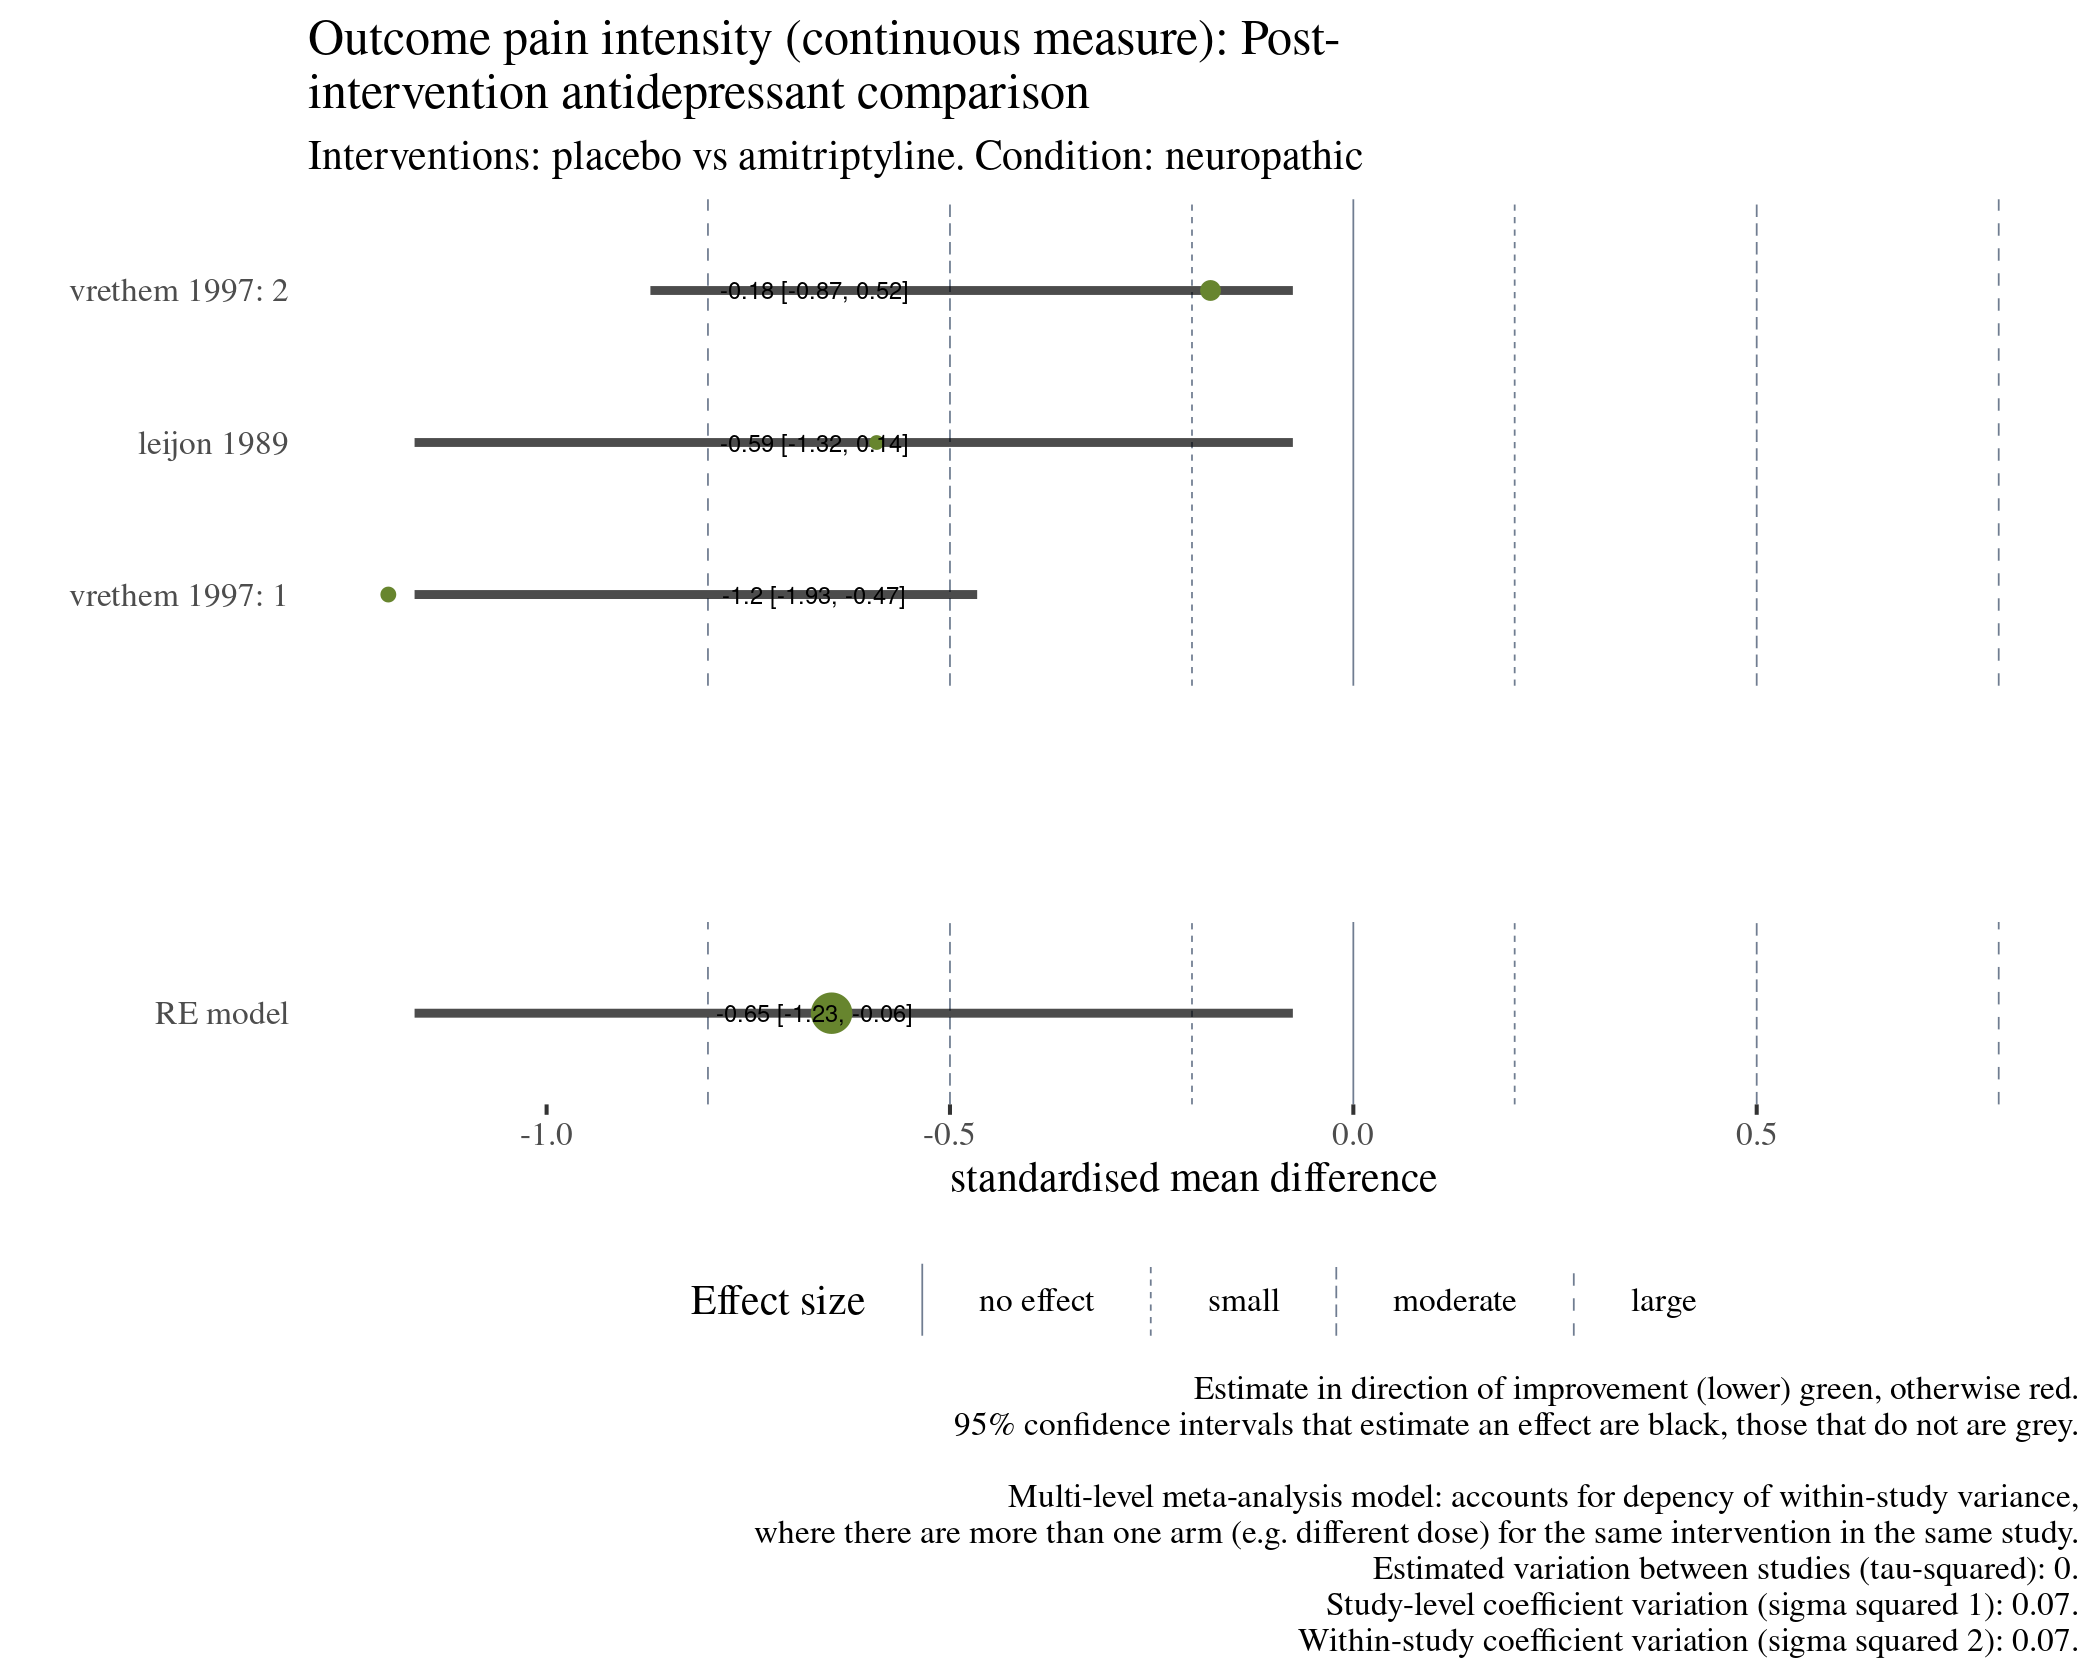 Outcome pain intensity (continuous measure): Post-
intervention antidepressant comparison
Interventions: placebo vs amitriptyline. Condition: neuropathic
vrethem 1997: 2
-0.18 [-0.87, 0.52]
leijon 1989
-0.59 [-1.32, 0.14]
vrethem 1997: 1
-1.2 [-1.93, -0.47]
RE model
-0.65 [-1.23, -0.06]
-1.0 -0.5 0.0 0.5
standardised mean difference
Effect size no effect small moderate large
Estimate in direction of improvement (lower) green, otherwise red.
95% confidence intervals that estimate an effect are black, those that do not are grey.
Multi-level meta-analysis model: accounts for depency of within-study variance,
where there are more than one arm (e.g. different dose) for the same intervention in the same study.
Estimated variation between studies (tau-squared): 0.
Study-level coefficient variation (sigma squared 1): 0.07.
Within-study coefficient variation (sigma squared 2): 0.07.